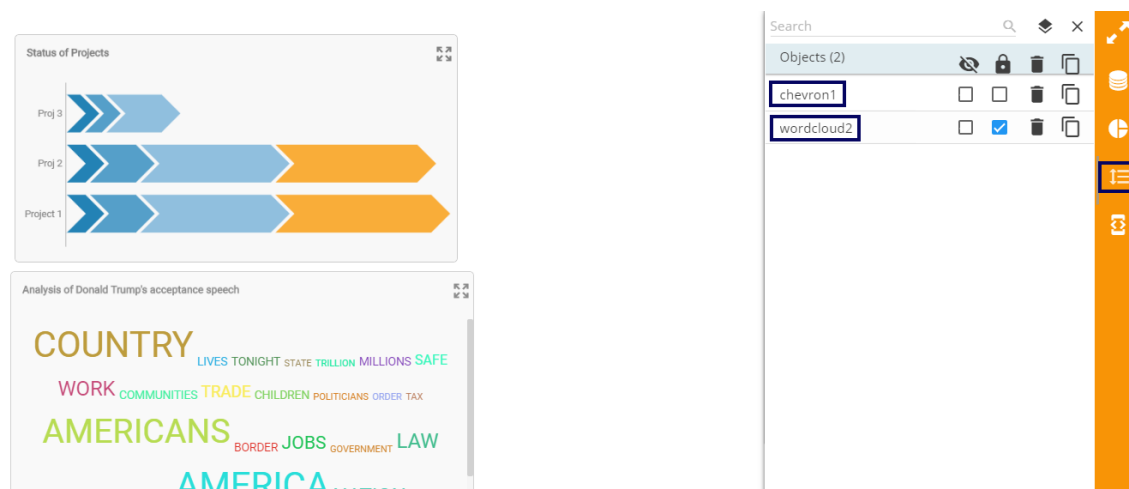 Status of Projects
Proj 3
Proj 2
Project 1
Analysis of Donald Trump's acceptance speech
COUNTRY LIVES TONIGHT STATE TRILLION MILLIONS SAFE
WORK COMMUNITIES TRADE CHILDREN POLITICIANS ORDER TAX
AMERICANS BORDER JOBS GOVERNMENT LAW
AMERICA NATION
Search
Objects (2)
chevron1
wordcloud2